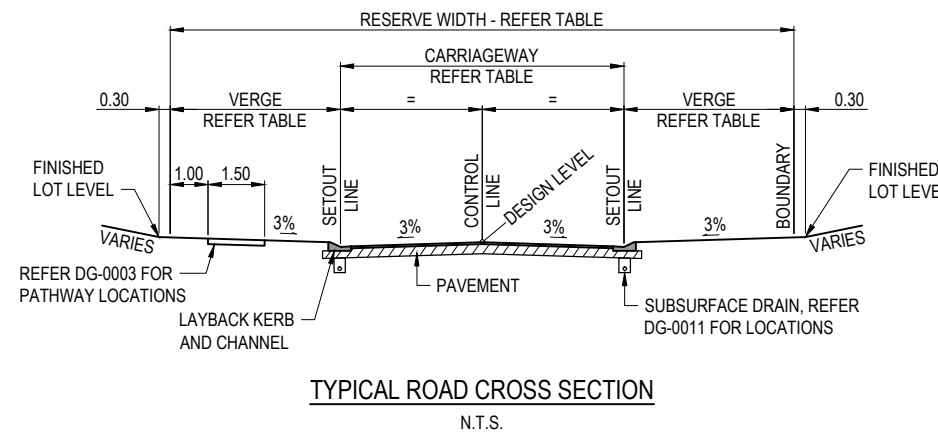 RESERVE WIDTH - REFER TABLE
CARRIAGEWAY
REFER TABLE
0.30
VERGE
REFER TABLE
=
=
VERGE
REFER TABLE
0.30
FINISHED
LOT LEVEL
1.00
1.50
SETOUT
LINE
CONTROL
LINE
DESIGN LEVEL
SETOUT
LINE
BOUNDARY
FINISHED
LOT LEVE
VARIES
3%
3%
3%
3%
VARIES
REFER DG-0003 FOR
PATHWAY LOCATIONS
PAVEMENT
LAYBACK KERB
AND CHANNEL
SUBSURFACE DRAIN, REFER
DG-0011 FOR LOCATIONS
TYPICAL ROAD CROSS SECTION
N.T.S.